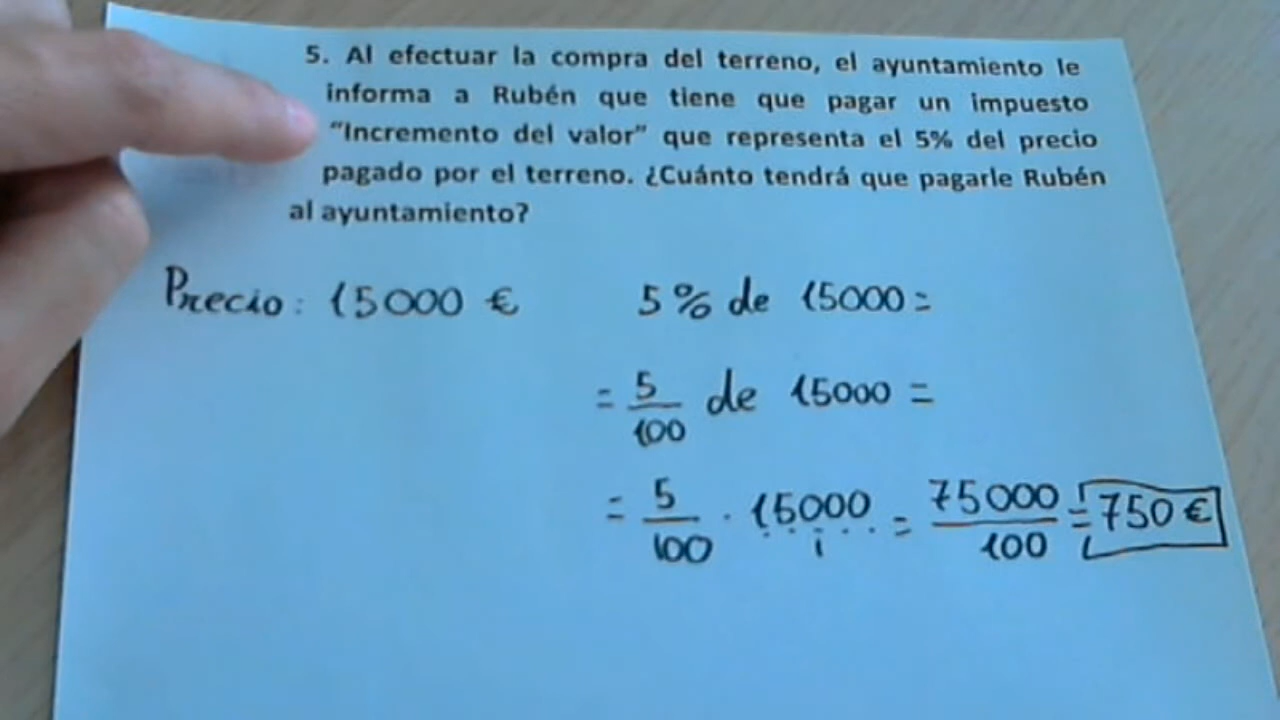 5. Al efectuar la compra del terreno, el ayuntamiento le
informa a Rubén que tiene que pagar un impuesto
"Incremento del valor" que representa el 5% del precio
pagado por el terreno. ¿Cuánto tendrá que pagarle Rubén
al ayuntamiento?
Precio: 15000 €
5% de 15000 =
= 5/100 de 15000 =
= 5/100 · 15000 = 75000/100 = 750 €